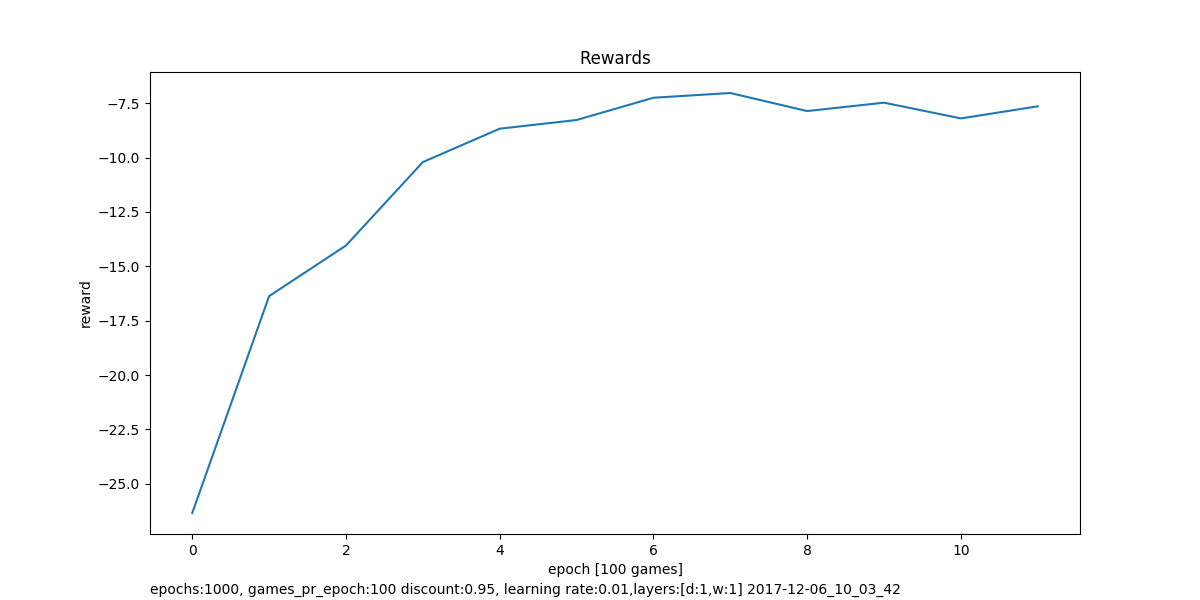 Rewards
−7.5
−10.0
−12.5
−15.0
−17.5
−20.0
−22.5
−25.0
reward
0 2 4 6 8 10
epoch [100 games]
epochs:1000, games_pr_epoch:100 discount:0.95, learning rate:0.01,layers:[d:1,w:1] 2017-12-06_10_03_42